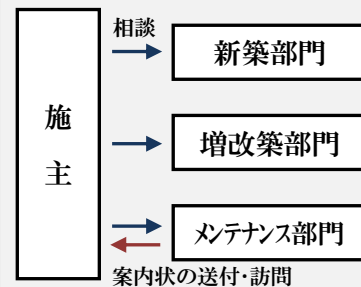 相談
新築部門
施主
増改築部門
メンテナンス部門
案内状の送付・訪問